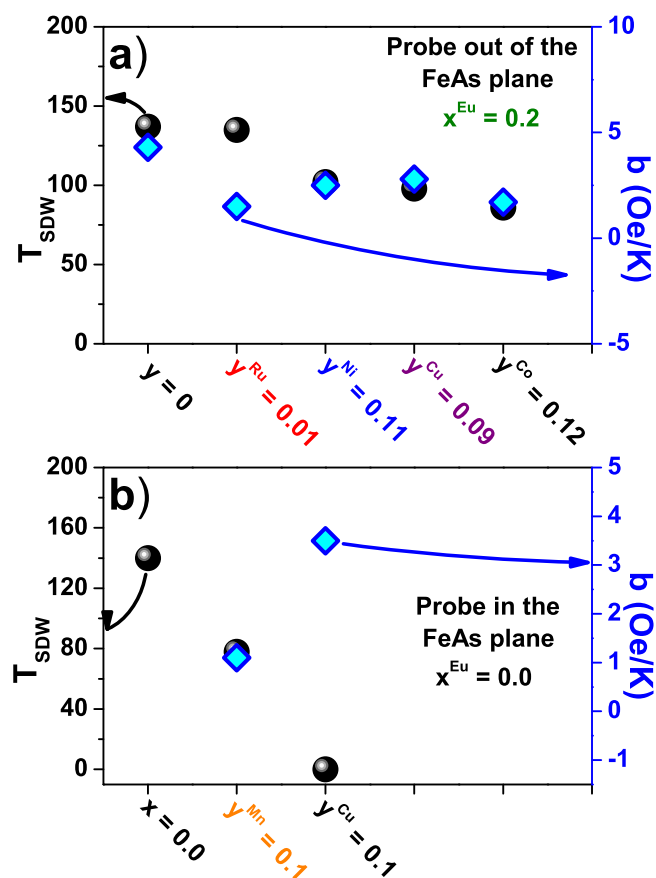 a)
Probe out of the
FeAs plane
x^Eu = 0.2
T_SDW
200
150
100
50
0
b (Oe/K)
10
5
0
-5
y = 0
y^Ru = 0.01
y^Ni = 0.11
y^Cu = 0.09
y^Co = 0.12
b)
Probe in the
FeAs plane
x^Eu = 0.0
T_SDW
200
160
120
80
40
0
b (Oe/K)
5
4
3
2
1
0
-1
x = 0.0
y^Mn = 0.1
y^Cu = 0.1